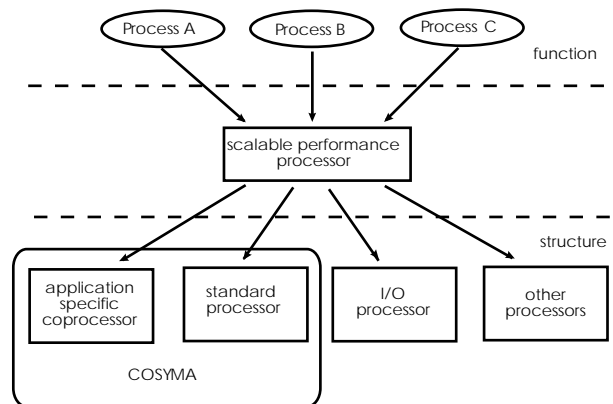 Process A
Process B
Process C
function
scalable performance
processor
structure
application
specific
coprocessor
standard
processor
I/O
processor
other
processors
COSYMA